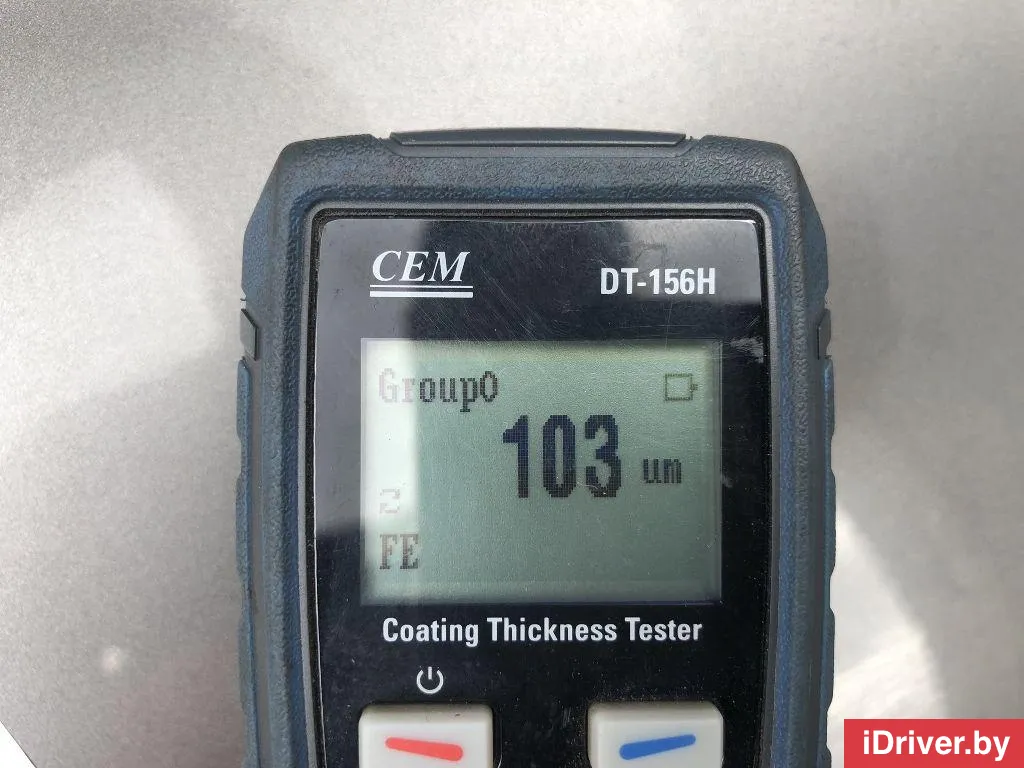 CEM
DT-156H
Group0
103 um
FE
Coating Thickness Tester
iDriver.by